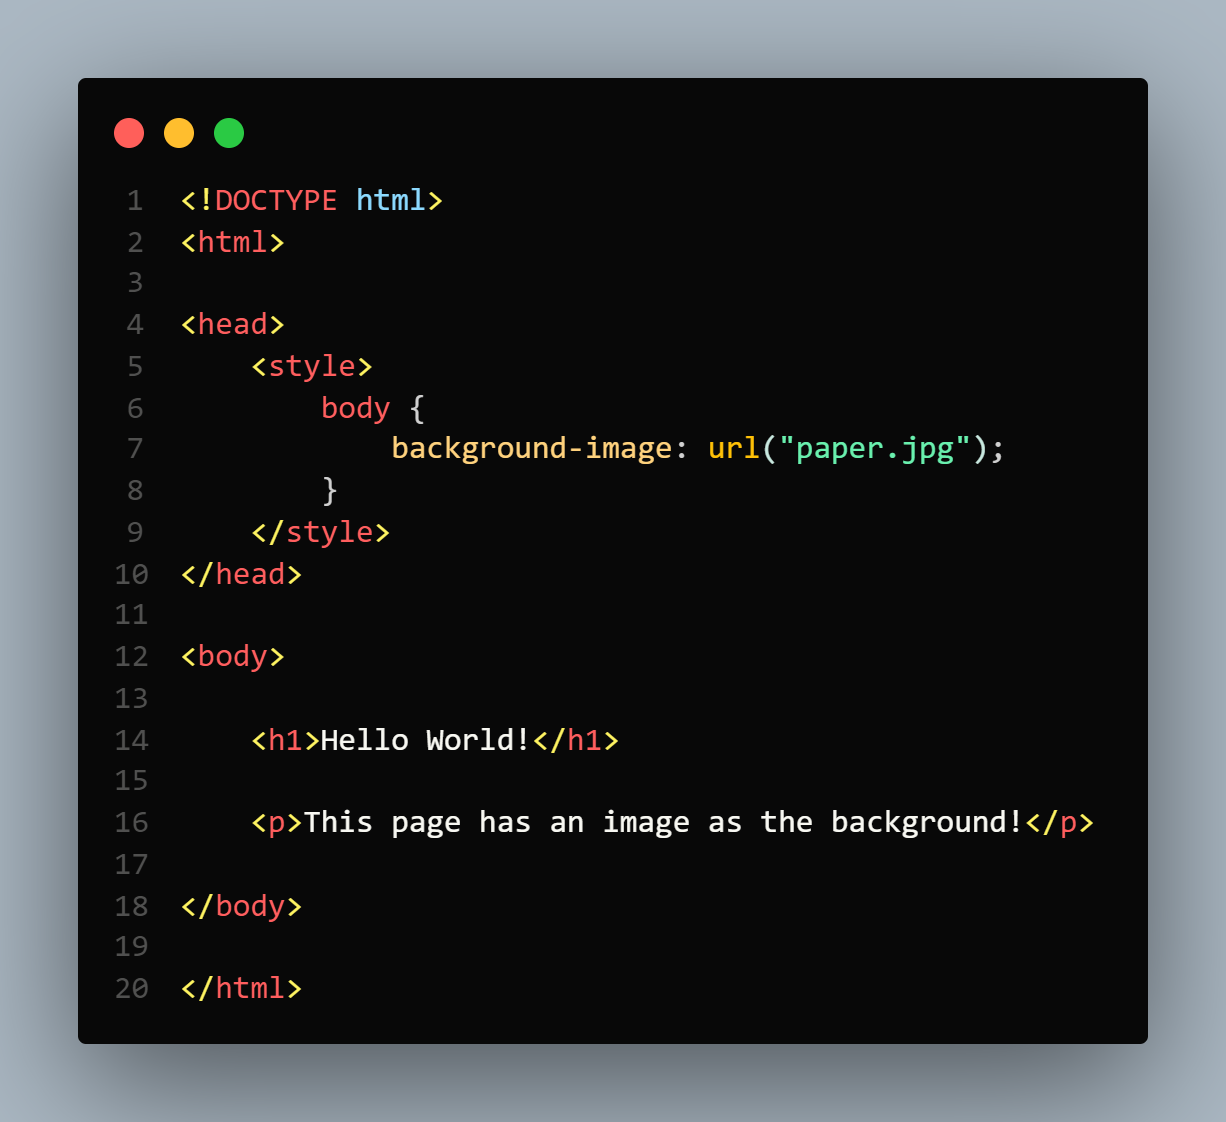 1 <!DOCTYPE html>
2 <html>
3
4 <head>
5     <style>
6         body {
7             background-image: url("paper.jpg");
8         }
9     </style>
10 </head>
11
12 <body>
13
14     <h1>Hello World!</h1>
15
16     <p>This page has an image as the background!</p>
17
18 </body>
19
20 </html>